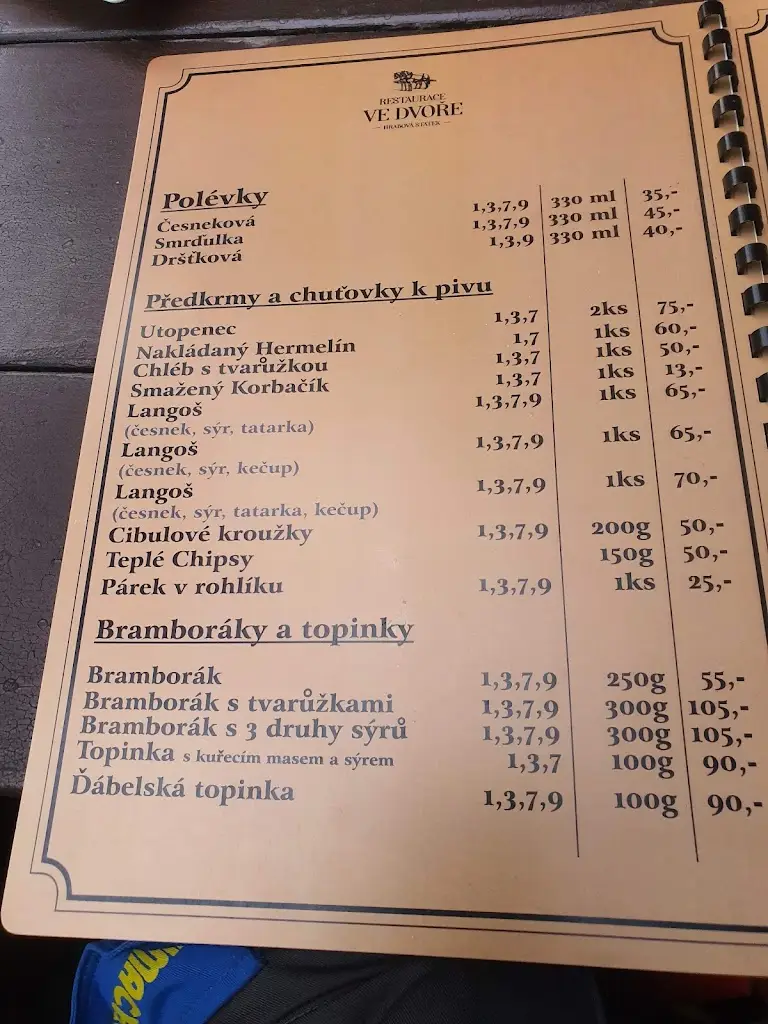 RESTAURACE
VE DVOŘE
HRABOVÁ STATEK
Polévky
Česneková 1,3,7,9 330 ml 35,-
Smrďulka 1,3,7,9 330 ml 45,-
Dršťková 1,3,9 330 ml 40,-
Předkrmy a chuťovky k pivu
Utopenec 1,3,7 2ks 75,-
Nakládaný Hermelín 1,7 1ks 60,-
Chléb s tvarůžkou 1,3,7 1ks 50,-
Smažený Korbačík 1,3,7 1ks 13,-
Langoš 1,3,7,9 1ks 65,-
(česnek, sýr, tatarka)
Langoš 1,3,7,9 1ks 65,-
(česnek, sýr, kečup)
Langoš 1,3,7,9 1ks 70,-
(česnek, sýr, tatarka, kečup)
Cibulové kroužky 1,3,7,9 200g 50,-
Teplé Chipsy 150g 50,-
Párek v rohlíku 1,3,7,9 1ks 25,-
Bramboráky a topinky
Bramborák 1,3,7,9 250g 55,-
Bramborák s tvarůžkami 1,3,7,9 300g 105,-
Bramborák s 3 druhy sýrů 1,3,7,9 300g 105,-
Topinka s kuřecím masem a sýrem 1,3,7 100g 90,-
Ďábelská topinka 1,3,7,9 100g 90,-